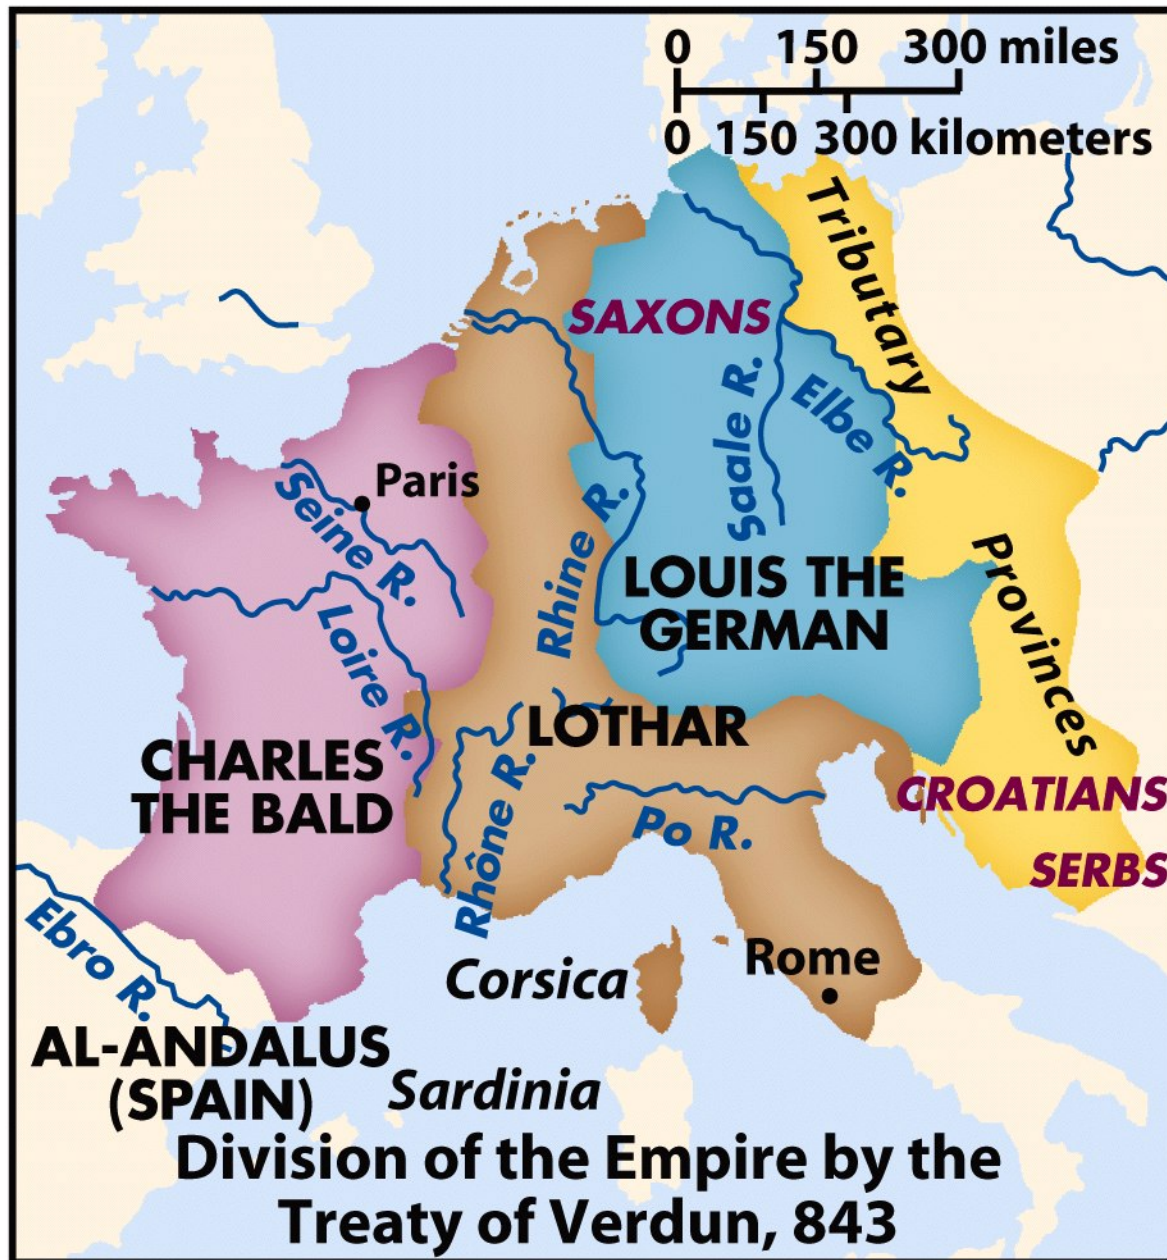 0 150 300 miles
0 150 300 kilometers
Tributary
SAXONS
Saale R.
Elbe R.
Paris
Seine R.
Rhine R.
Provinces
LOUIS THE
GERMAN
Loire R.
LOTHAR
CHARLES
THE BALD
Rhône R.
Po R.
CROATIANS
SERBS
Ebro R.
Corsica
Rome
AL-ANDALUS
(SPAIN)
Sardinia
Division of the Empire by the
Treaty of Verdun, 843